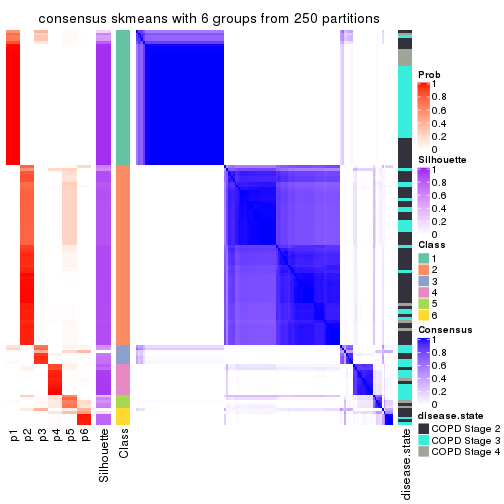 consensus skmeans with 6 groups from 250 partitions
Prob
1
0.8
0.6
0.4
0.2
0
Silhouette
1
0.8
0.6
0.4
0.2
0
Class
1
2
3
4
5
6
Consensus
1
0.8
0.6
0.4
0.2
0
disease.state
COPD Stage 2
COPD Stage 3
COPD Stage 4
p1
p2
p3
p4
p5
p6
Silhouette
Class
disease.state